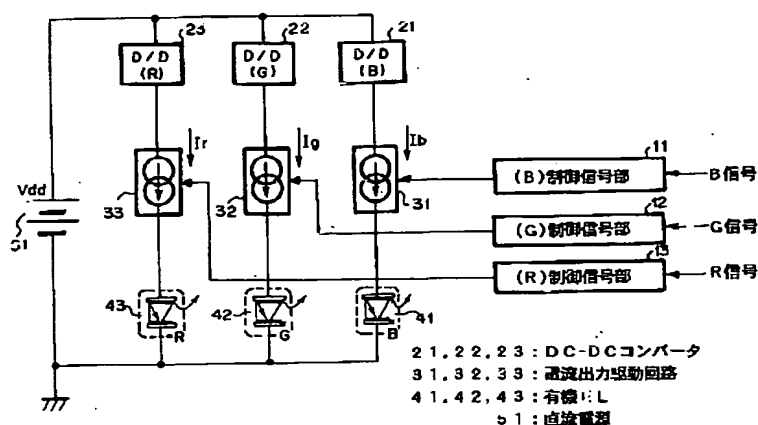 23
22
21
D/D
(R)
D/D
(G)
D/D
(B)
Ir
Ig
Ib
11
(B)制御信号部
B信号
Vdd
33
32
31
12
(G)制御信号部
G信号
51
13
(R)制御信号部
R信号
43
R
42
G
41
B
21,22,23:DC-DCコンバータ
31,32,33:電流出力駆動回路
41,42,43:有機EL
51:直流電源